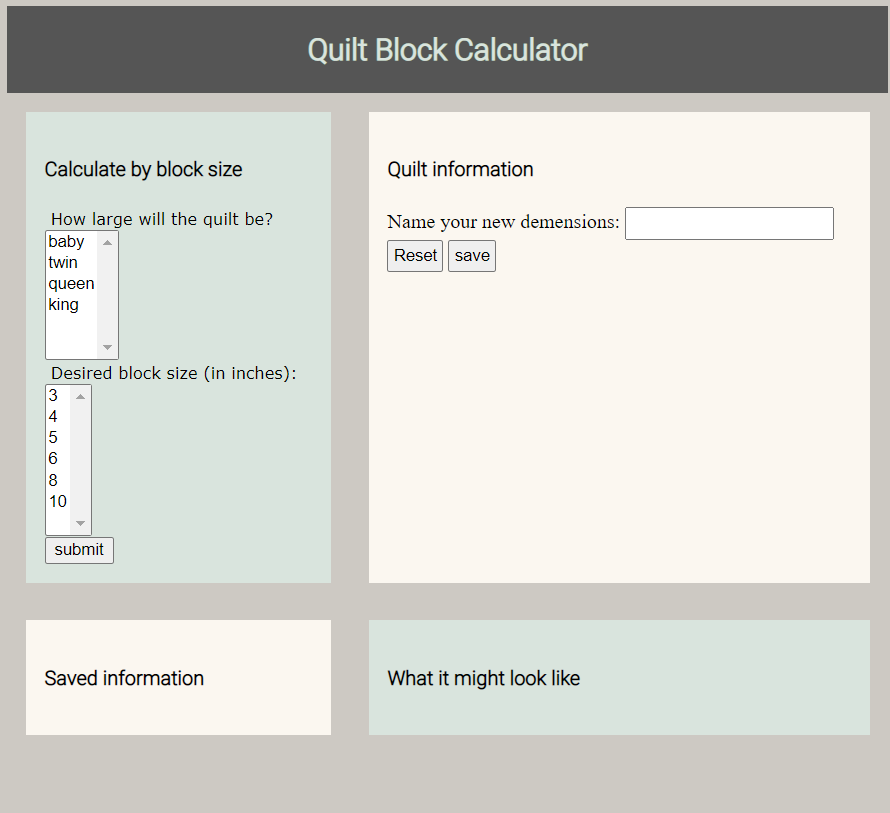 Quilt Block Calculator
Calculate by block size
How large will the quilt be?
baby
twin
queen
king
Desired block size (in inches):
3
4
5
6
8
10
submit
Quilt information
Name your new demensions:
Reset save
Saved information
What it might look like